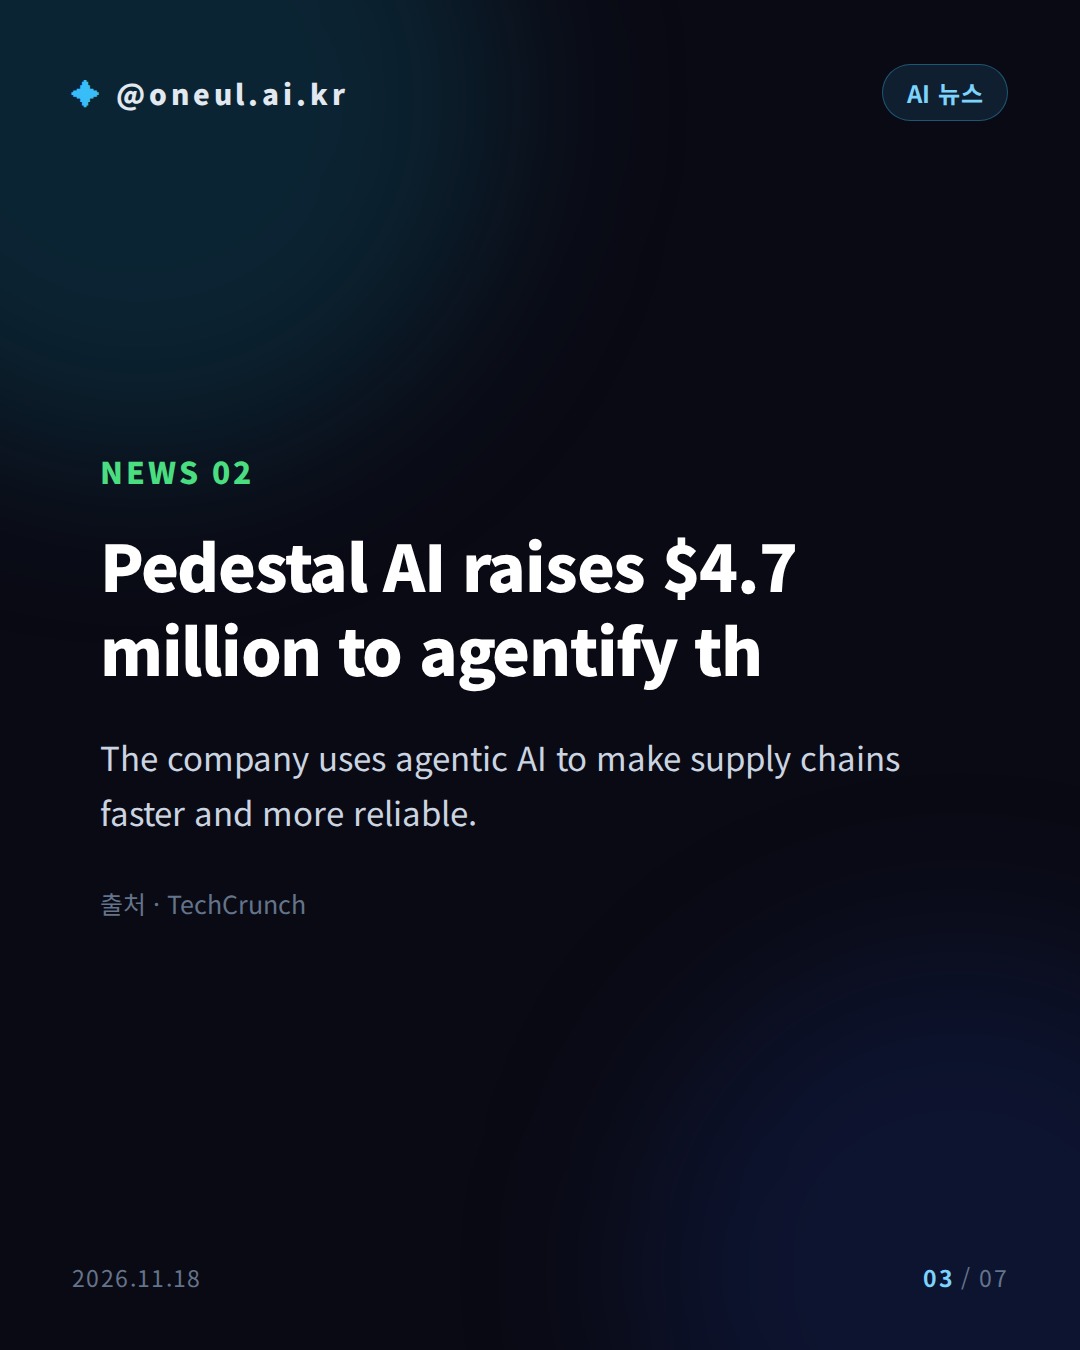 @oneul.ai.kr
AI 뉴스
NEWS 02
Pedestal AI raises $4.7
million to agentify th
The company uses agentic AI to make supply chains
faster and more reliable.
출처 · TechCrunch
2026.11.18
03 / 07